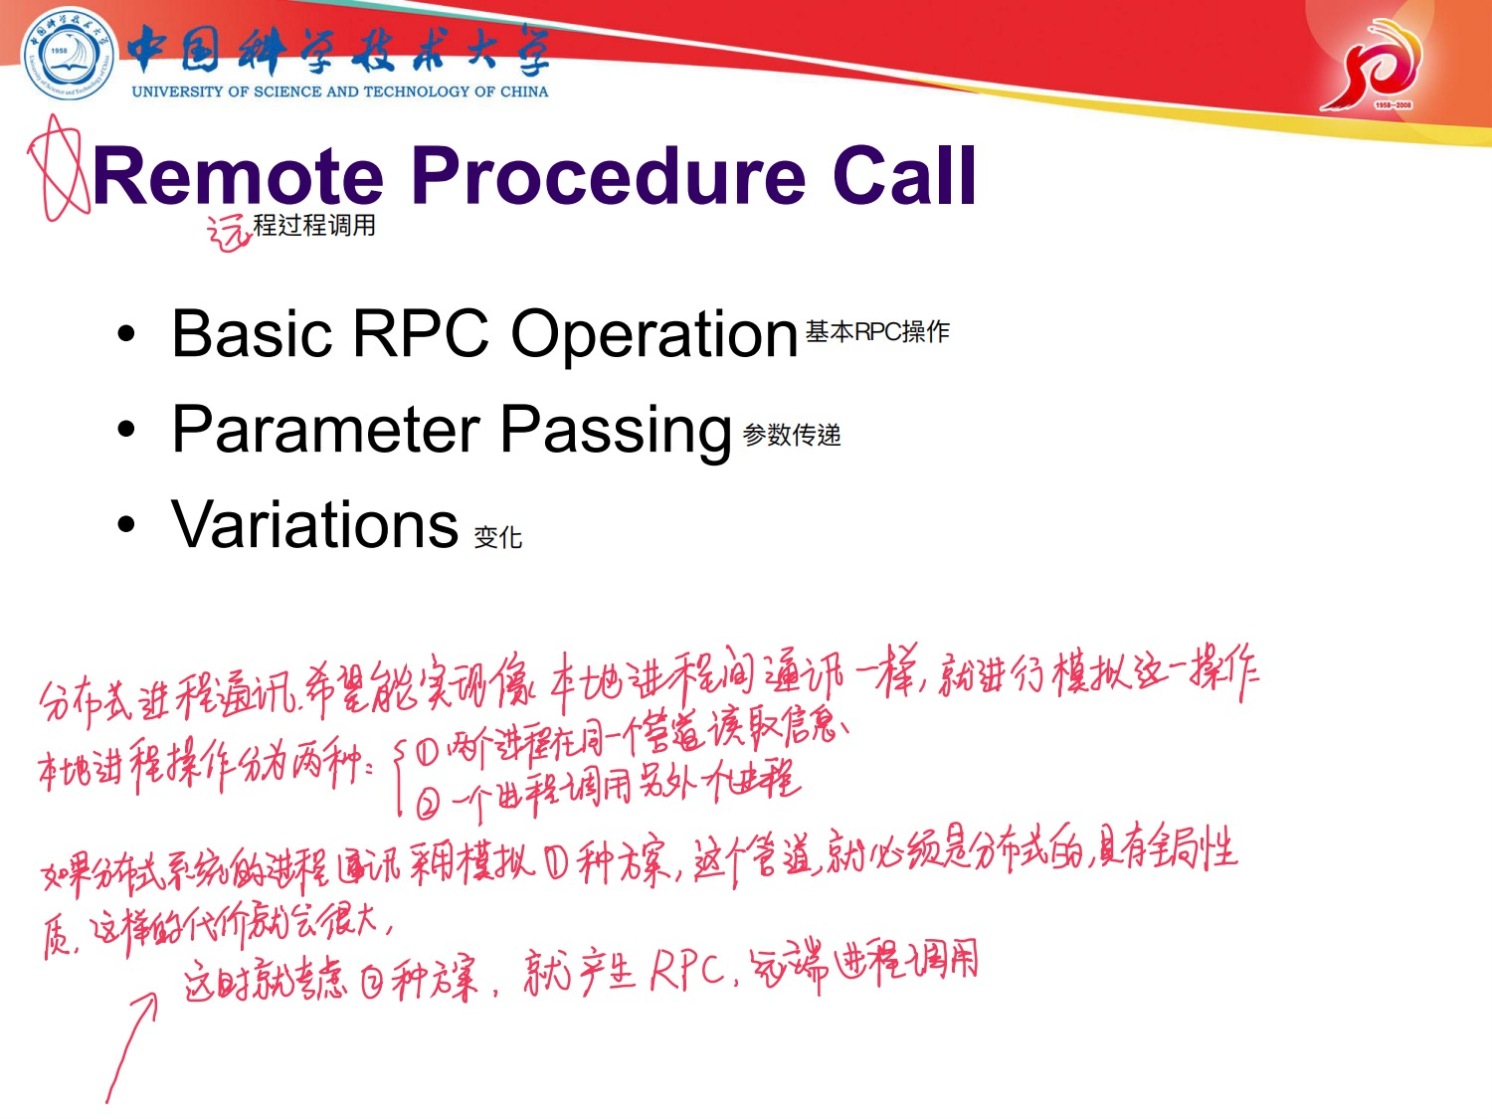 中国科学技术大学
UNIVERSITY OF SCIENCE AND TECHNOLOGY OF CHINA
1958
1958-2008
Remote Procedure Call
远程过程调用
• Basic RPC Operation 基本RPC操作
• Parameter Passing 参数传递
• Variations 变化
分布式进程通讯.希望能实现像本地进程间通讯一样,就进行模拟这一操作
本地进程操作分为两种: ①两个进程在同一个管道读取信息、
②一个进程调用另外一个进程
如果分布式系统的进程通讯采用模拟①种方案,这个管道,就必须是分布式的,具有全局性
质.这样的代价就会很大,
这时就考虑②种方案,就产生RPC,远端进程调用